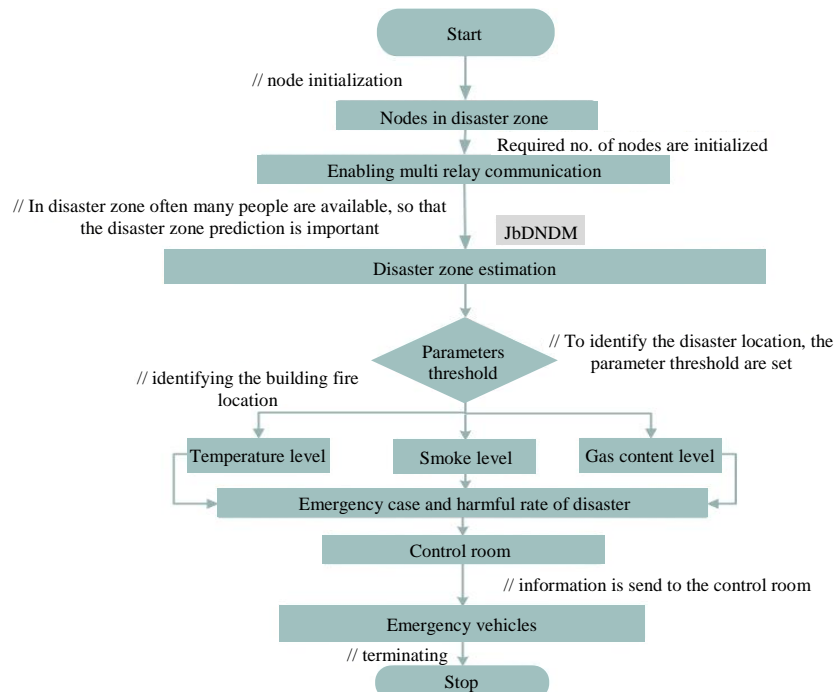 Start
// node initialization
Nodes in disaster zone
Required no. of nodes are initialized
Enabling multi relay communication
// In disaster zone often many people are available, so that
the disaster zone prediction is important
JbDNDM
Disaster zone estimation
Parameters
threshold
// To identify the disaster location, the
parameter threshold are set
// identifying the building fire
location
Temperature level
Smoke level
Gas content level
Emergency case and harmful rate of disaster
Control room
// information is send to the control room
Emergency vehicles
// terminating
Stop